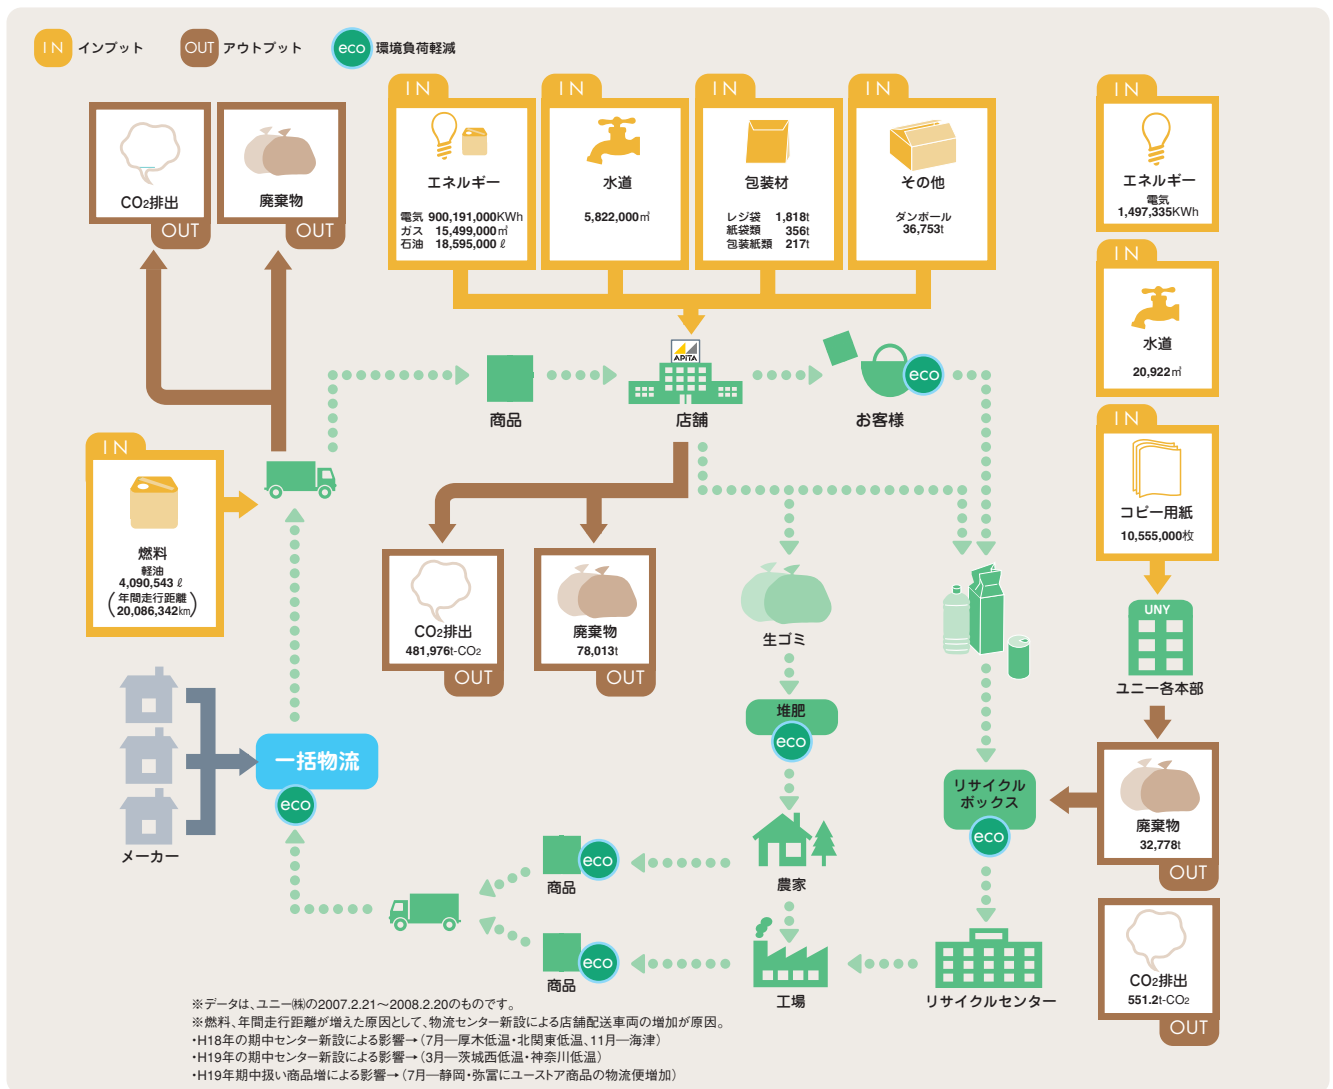 IN インプット
OUT アウトプット
eco 環境負荷軽減
CO2排出
OUT
廃棄物
OUT
IN
エネルギー
電気 900,191,000KWh
ガス 15,499,000㎥
石油 18,595,000ℓ
IN
水道
5,822,000㎥
IN
包装材
レジ袋 1,818t
紙袋類 356t
包装紙類 217t
IN
その他
ダンボール
36,753t
IN
エネルギー
電気
1,497,335KWh
IN
水道
20,922㎥
IN
コピー用紙
10,555,000枚
UNY
ユニー各本部
廃棄物
32,778t
OUT
CO2排出
551.2t-CO2
OUT
商品
APiTA
店舗
eco
お客様
IN
燃料
軽油
4,090,543ℓ
(年間走行距離
20,086,342㎞)
CO2排出
481,976t-CO2
OUT
廃棄物
78,013t
OUT
生ゴミ
堆肥
eco
メーカー
一括物流
eco
リサイクル
ボックス
eco
農家
商品
eco
商品
eco
工場
リサイクルセンター
※データは、ユニー㈱の2007.2.21〜2008.2.20のものです。
※燃料、年間走行距離が増えた原因として、物流センター新設による店舗配送車両の増加が原因。
・H18年の期中センター新設による影響→（7月―厚木低温・北関東低温、11月―海津）
・H19年の期中センター新設による影響→（3月―茨城西低温・神奈川低温）
・H19年期中扱い商品増による影響→（7月―静岡・弥富にユーストア商品の物流便増加）